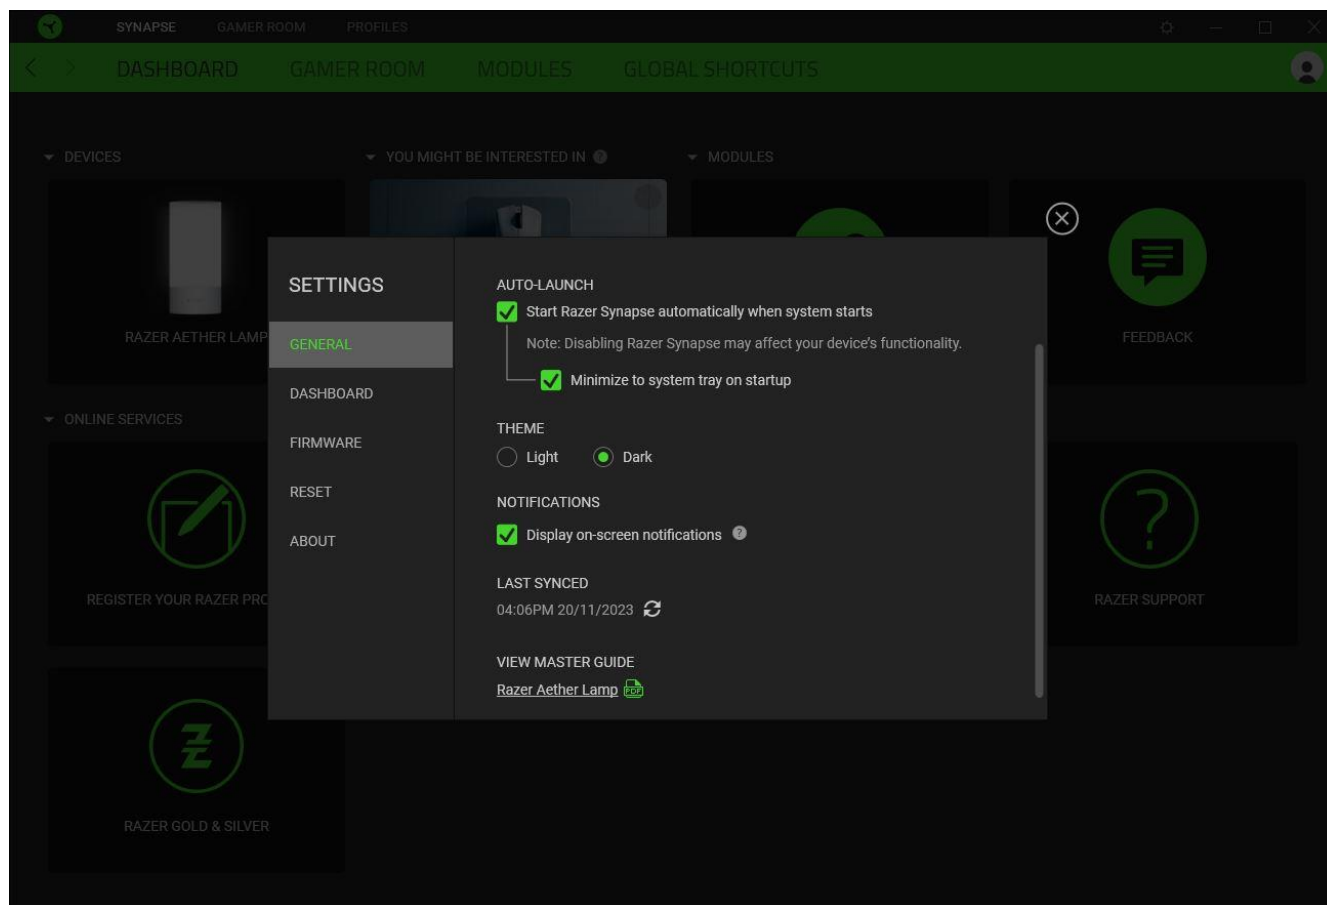 SYNAPSE GAMER ROOM PROFILES
DASHBOARD GAMER ROOM MODULES GLOBAL SHORTCUTS
DEVICES
YOU MIGHT BE INTERESTED IN ?
MODULES
RAZER AETHER LAMP
FEEDBACK
SETTINGS
GENERAL
DASHBOARD
FIRMWARE
RESET
ABOUT
AUTO-LAUNCH
Start Razer Synapse automatically when system starts
Note: Disabling Razer Synapse may affect your device's functionality.
Minimize to system tray on startup
THEME
Light Dark
NOTIFICATIONS
Display on-screen notifications ?
LAST SYNCED
04:06PM 20/11/2023
VIEW MASTER GUIDE
Razer Aether Lamp PDF
ONLINE SERVICES
REGISTER YOUR RAZER PRO
RAZER SUPPORT
RAZER GOLD & SILVER